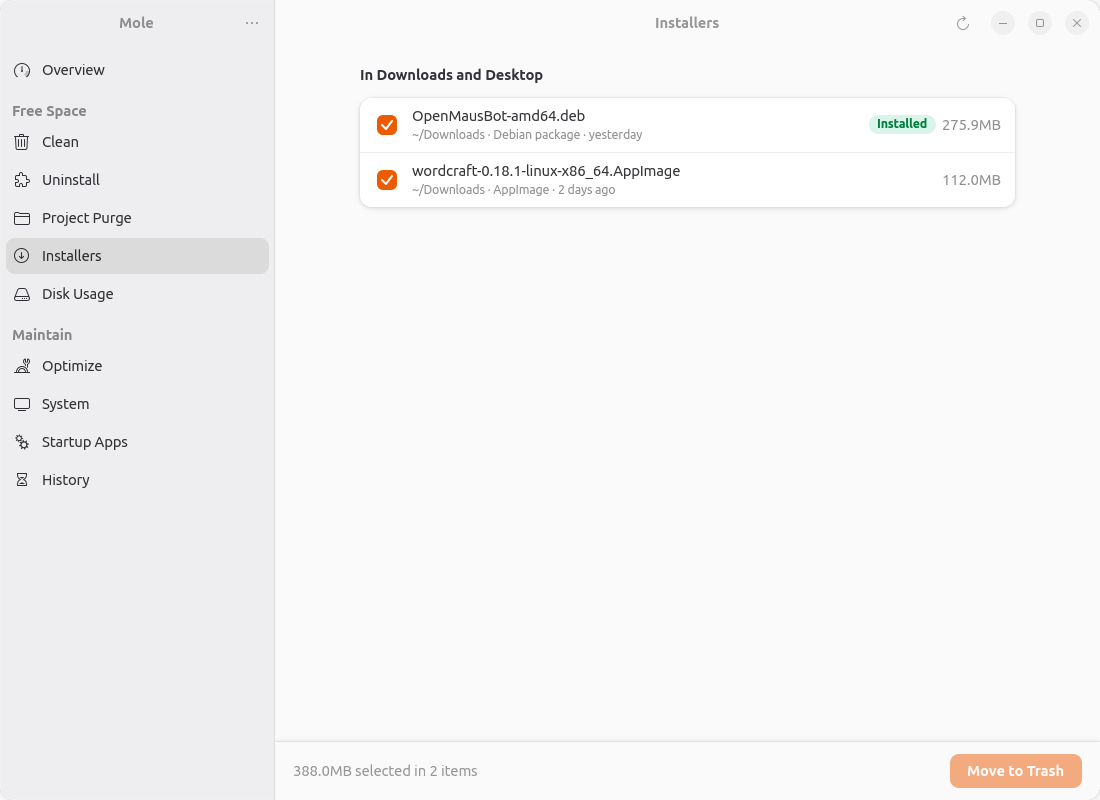 Mole
Installers
Overview
Free Space
Clean
Uninstall
Project Purge
Installers
Disk Usage
Maintain
Optimize
System
Startup Apps
History
In Downloads and Desktop
OpenMausBot-amd64.deb
~/Downloads · Debian package · yesterday
Installed 275.9MB
wordcraft-0.18.1-linux-x86_64.AppImage
~/Downloads · AppImage · 2 days ago
112.0MB
388.0MB selected in 2 items
Move to Trash